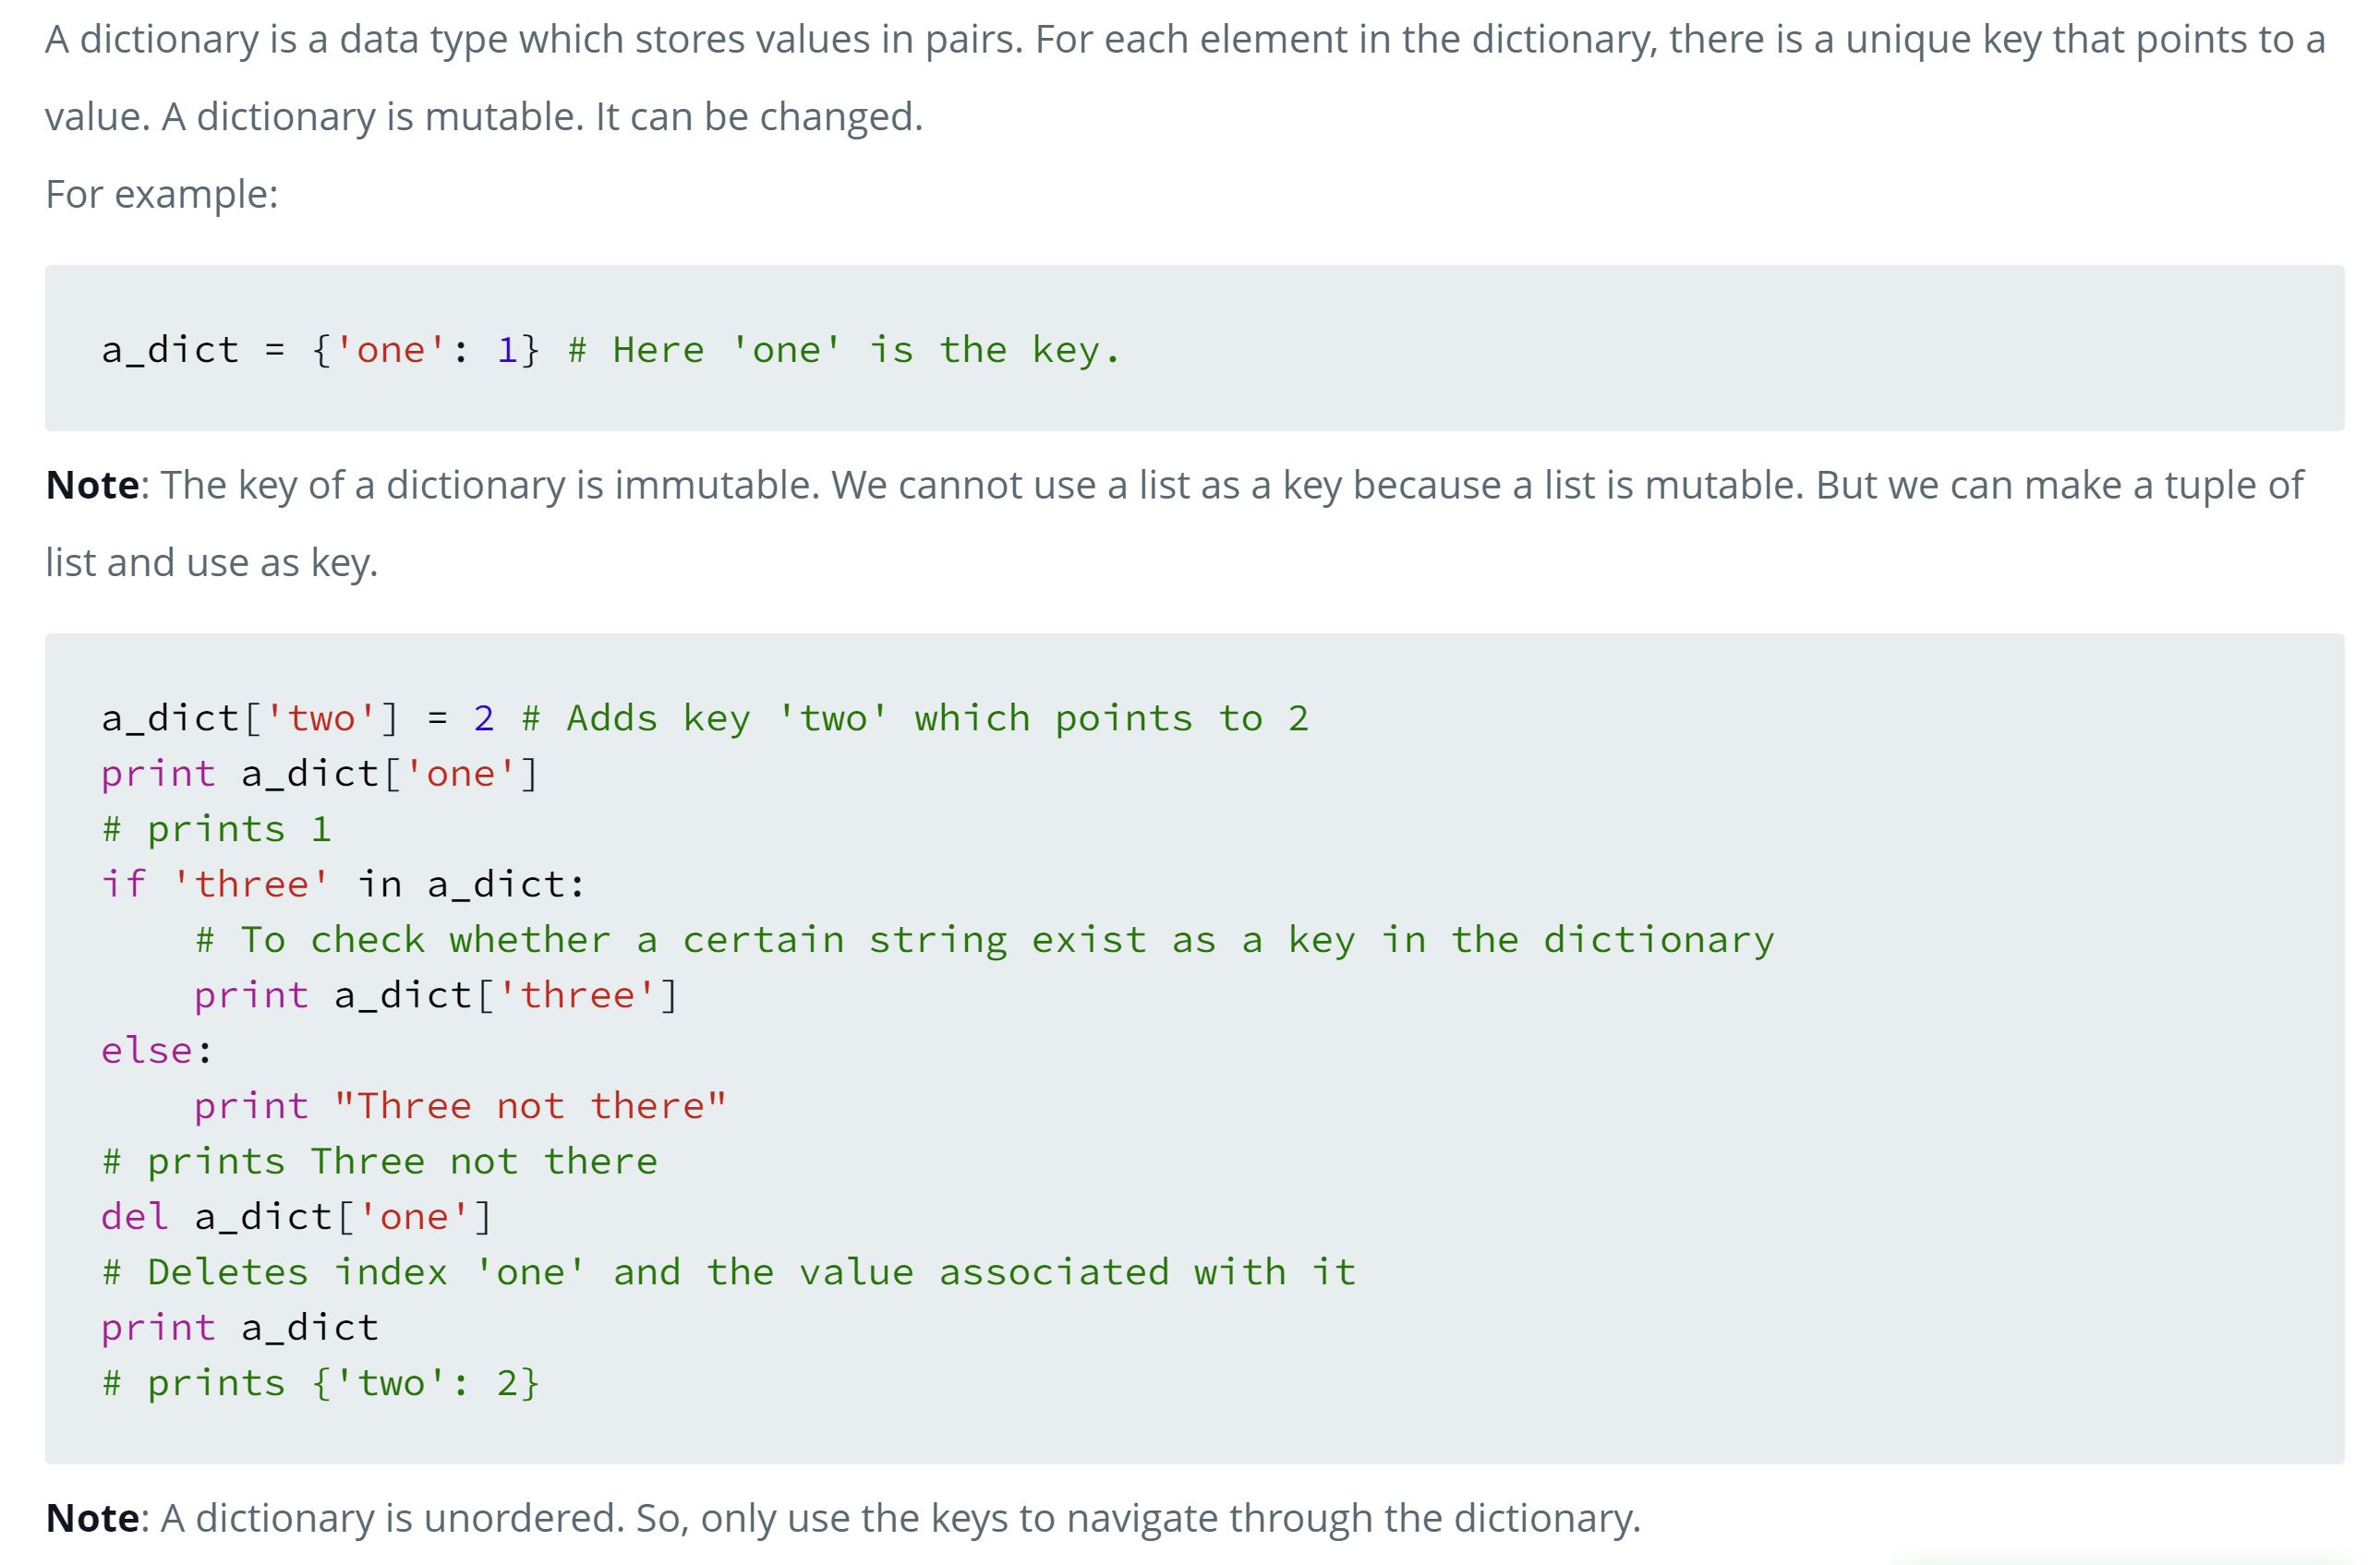 A dictionary is a data type which stores values in pairs. For each element in the dictionary, there is a unique key that points to a
value. A dictionary is mutable. It can be changed.
For example:
a_dict = {'one': 1} # Here 'one' is the key.
Note: The key of a dictionary is immutable. We cannot use a list as a key because a list is mutable. But we can make a tuple of
list and use as key.
a_dict['two'] = 2 # Adds key 'two' which points to 2
print a_dict['one']
# prints 1
if 'three' in a_dict:
    # To check whether a certain string exist as a key in the dictionary
    print a_dict['three']
else:
    print "Three not there"
# prints Three not there
del a_dict['one']
# Deletes index 'one' and the value associated with it
print a_dict
# prints {'two': 2}
Note: A dictionary is unordered. So, only use the keys to navigate through the dictionary.